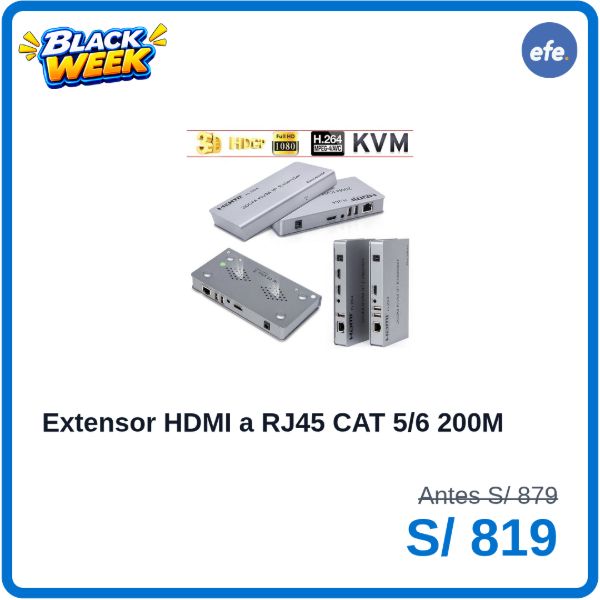 BLACK
WEEK
efe.
3D HDCP Full HD 1080 H.264 MPEG-4/AVC KVM
Extensor HDMI a RJ45 CAT 5/6 200M
Antes S/ 879
S/ 819